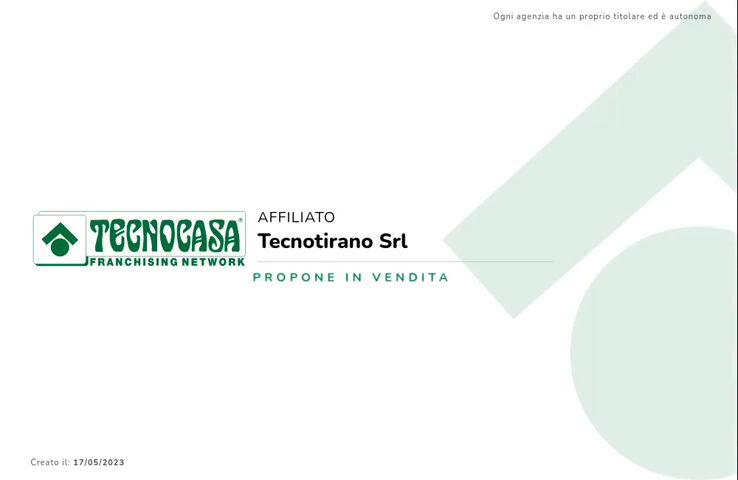 Ogni agenzia ha un proprio titolare ed è autonoma
TECNOCASA®
FRANCHISING NETWORK
AFFILIATO
Tecnotirano Srl
PROPONE IN VENDITA
Creato il: 17/05/2023